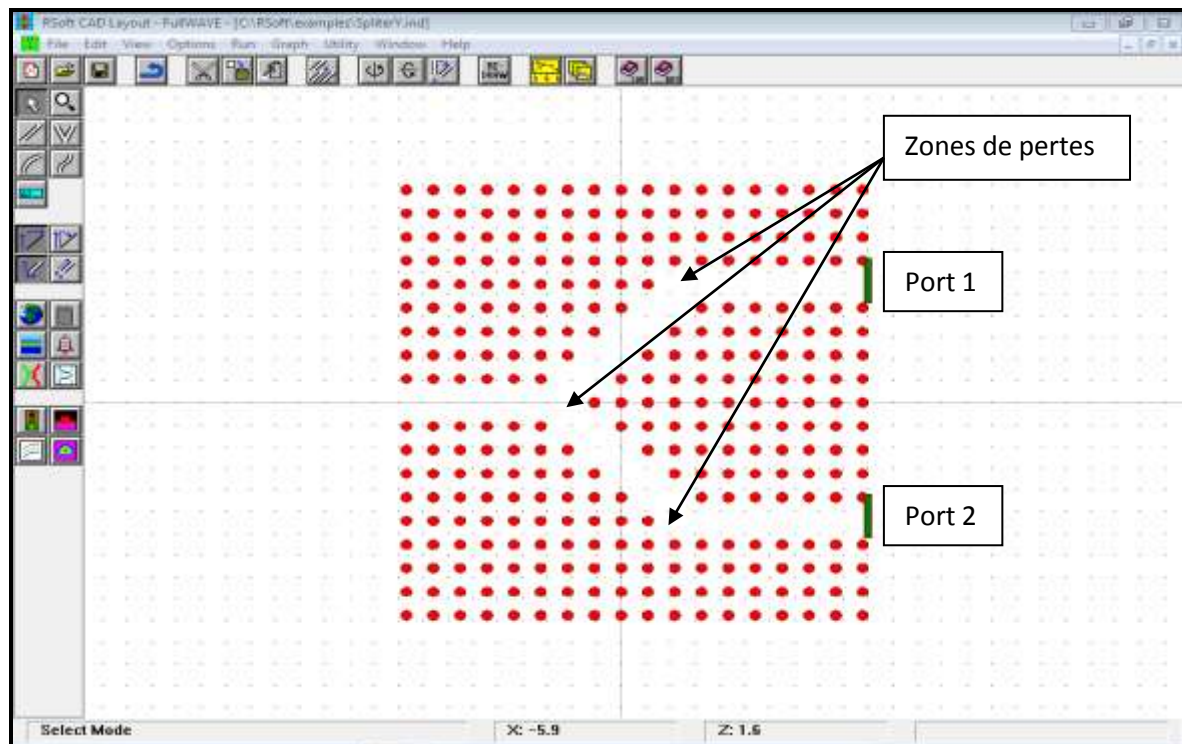 RSoft CAD Layout - FullWAVE - [C:\RSoft\examples\SpliterY.ind]
File Edit View Options Run Graph Utility Window Help
Zones de pertes
Port 1
Port 2
Select Mode X: -5.9 Z: 1.6